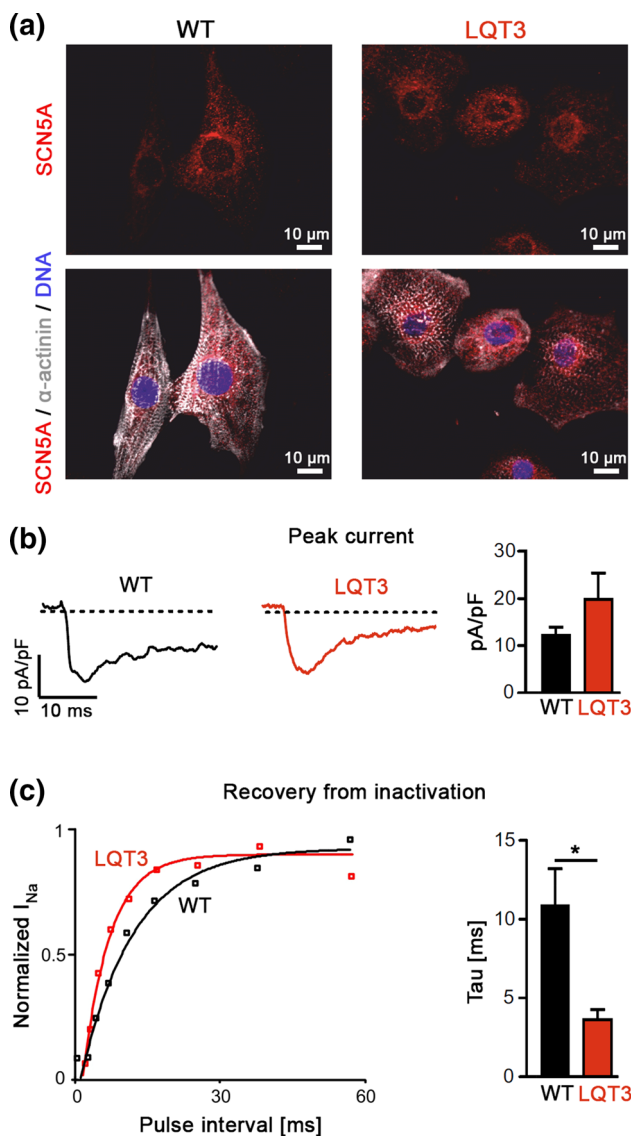 (a)
WT
LQT3
SCN5A
10 µm
10 µm
SCN5A / α-actinin / DNA
10 µm
10 µm
(b)
Peak current
WT
LQT3
10 pA/pF
10 ms
pA/pF
30
20
10
0
WT LQT3
(c)
Recovery from inactivation
Normalized INa
1
0.5
0
LQT3
WT
0 30 60
Pulse interval [ms]
Tau [ms]
15
10
5
0
*
WT LQT3